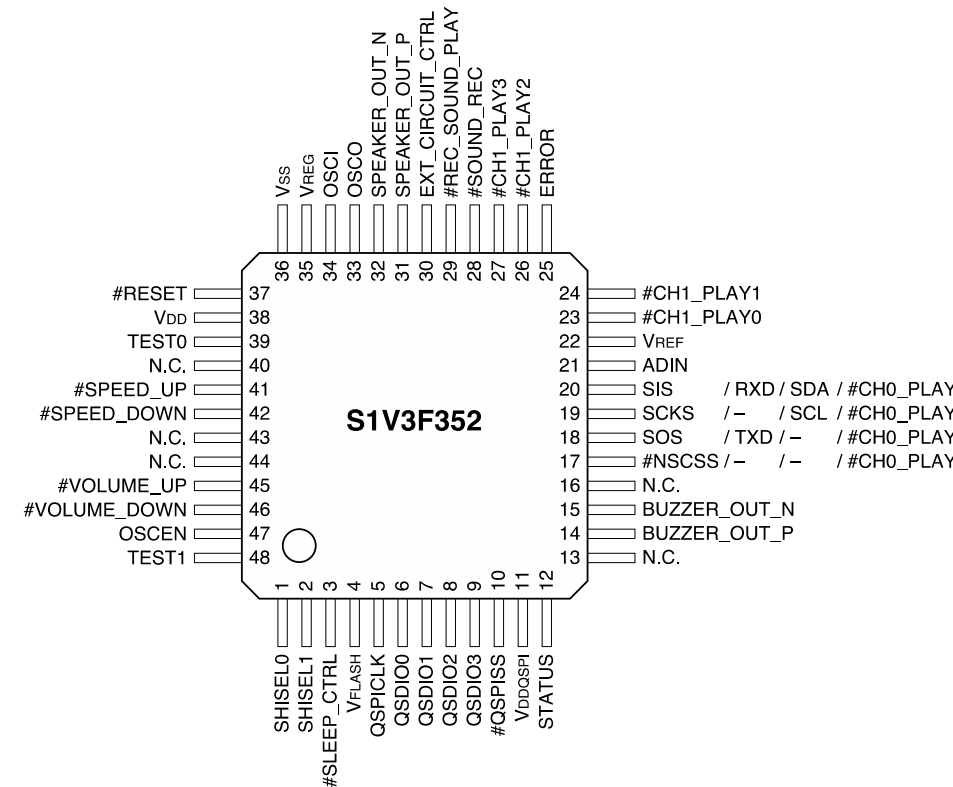 VSS
VREG
OSCI
OSCO
SPEAKER_OUT_N
SPEAKER_OUT_P
EXT_CIRCUIT_CTRL
#REC_SOUND_PLAY
#SOUND_REC
#CH1_PLAY3
#CH1_PLAY2
ERROR
36 35 34 33 32 31 30 29 28 27 26 25
#RESET 37
VDD 38
TEST0 39
N.C. 40
#SPEED_UP 41
#SPEED_DOWN 42
N.C. 43
N.C. 44
#VOLUME_UP 45
#VOLUME_DOWN 46
OSCEN 47
TEST1 48
S1V3F352
24 #CH1_PLAY1
23 #CH1_PLAY0
22 VREF
21 ADIN
20 SIS / RXD / SDA / #CH0_PLAY
19 SCKS / – / SCL / #CH0_PLAY
18 SOS / TXD / – / #CH0_PLAY
17 #NSCSS / – / – / #CH0_PLAY
16 N.C.
15 BUZZER_OUT_N
14 BUZZER_OUT_P
13 N.C.
1 2 3 4 5 6 7 8 9 10 11 12
SHISEL0
SHISEL1
#SLEEP_CTRL
VFLASH
QSPICLK
QSDIO0
QSDIO1
QSDIO2
QSDIO3
#QSPISS
VDDQSPI
STATUS